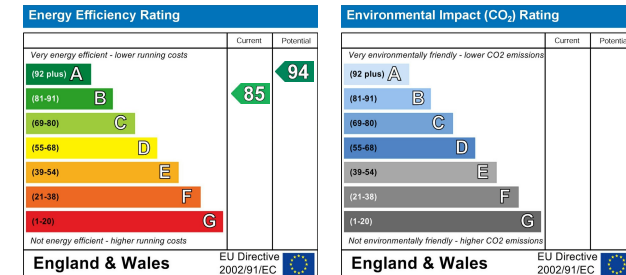 Energy Efficiency Rating
Current Potential
Very energy efficient - lower running costs
(92 plus) A
94
(81-91) B
85
(69-80) C
(55-68) D
(39-54) E
(21-38) F
(1-20) G
Not energy efficient - higher running costs
England & Wales
EU Directive
2002/91/EC
Environmental Impact (CO₂) Rating
Current Potential
Very environmentally friendly - lower CO2 emissions
(92 plus) A
(81-91) B
(69-80) C
(55-68) D
(39-54) E
(21-38) F
(1-20) G
Not environmentally friendly - higher CO2 emissions
England & Wales
EU Directive
2002/91/EC